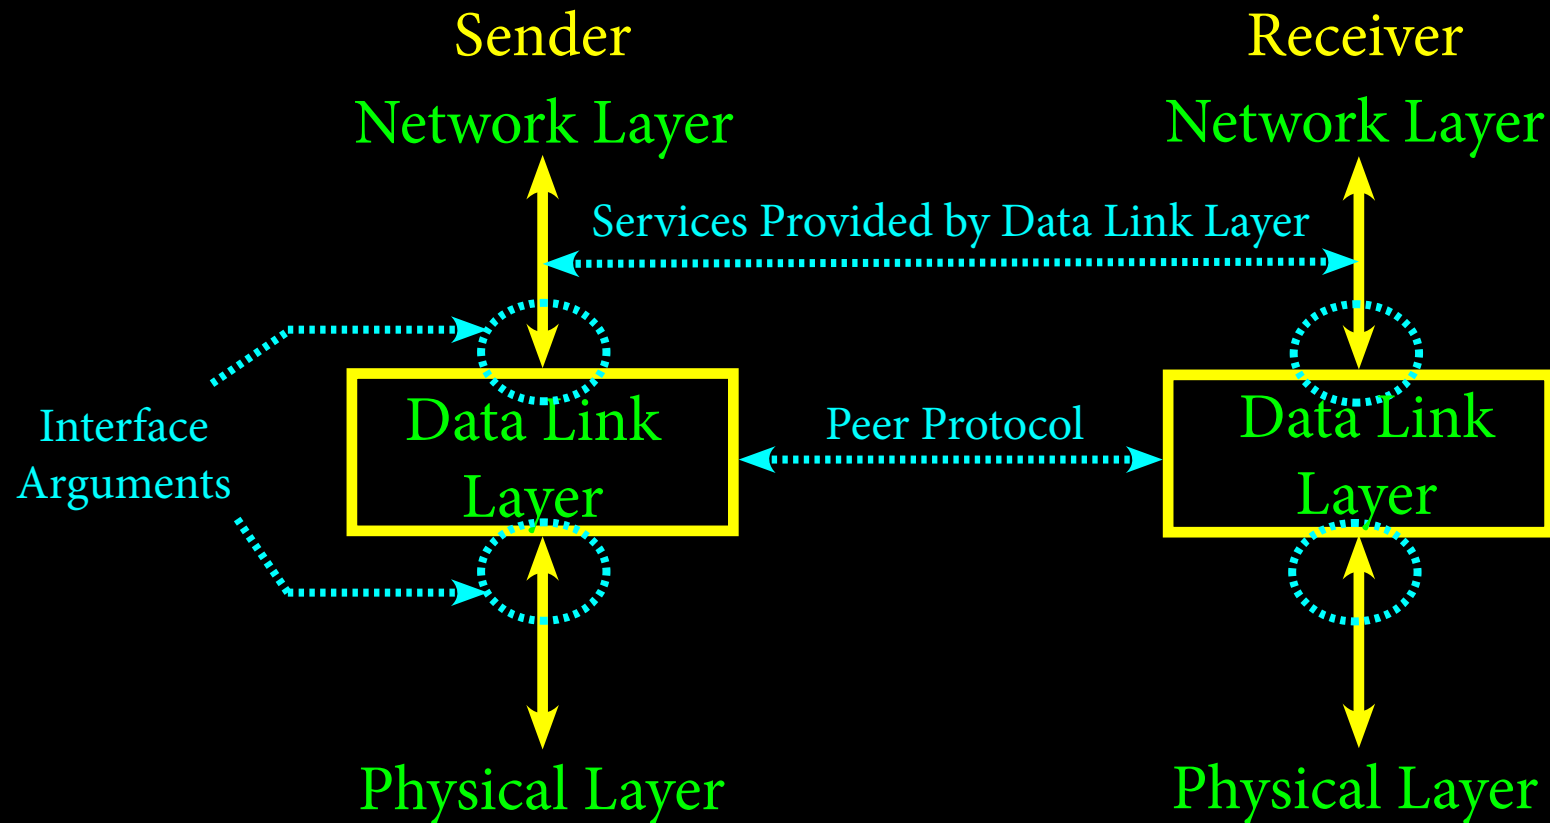 Sender
Receiver
Network Layer
Network Layer
Services Provided by Data Link Layer
Interface
Arguments
Data Link
Layer
Peer Protocol
Data Link
Layer
Physical Layer
Physical Layer